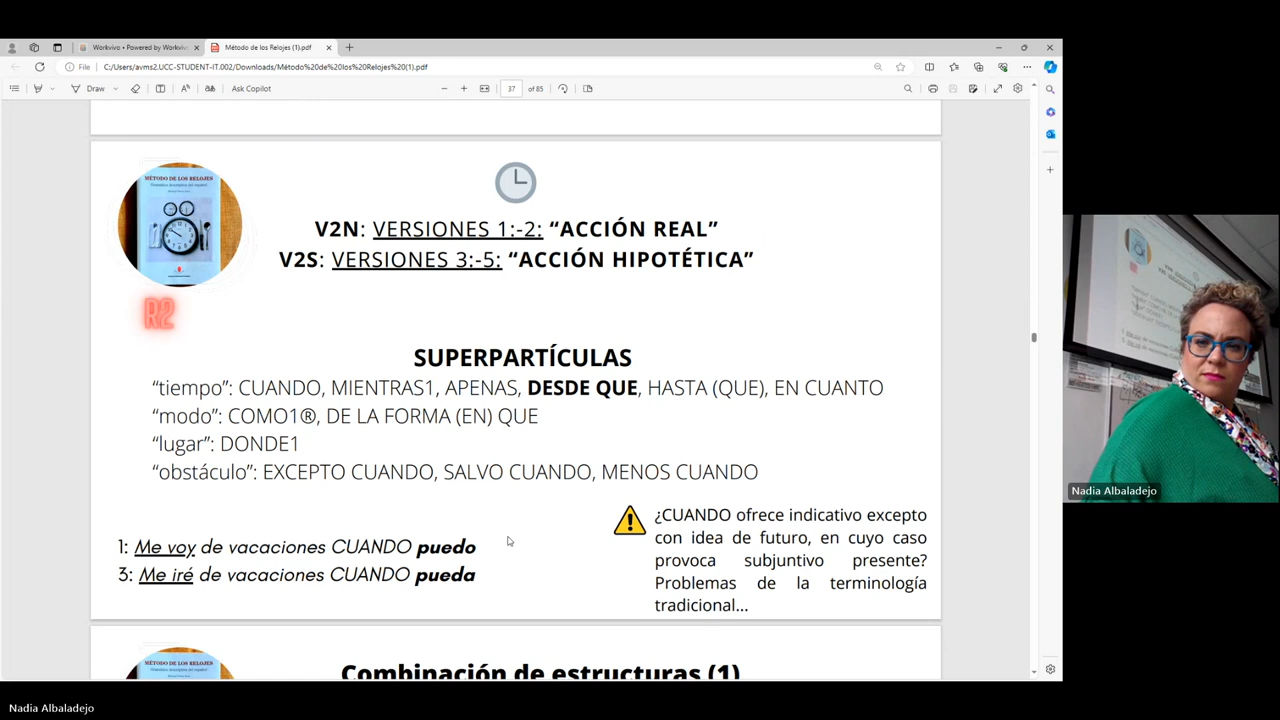 Workvivo • Powered by Workvivo
Método de los Relojes (1).pdf
File
C:/Users/avms2.UCC-STUDENT-IT.002/Downloads/Método%20de%20los%20Relojes%20(1).pdf
Draw
Ask Copilot
37 of 85
MÉTODO DE LOS RELOJES
V2N: VERSIONES 1:-2: “ACCIÓN REAL”
V2S: VERSIONES 3:-5: “ACCIÓN HIPOTÉTICA”
R2
SUPERPARTÍCULAS
“tiempo”: CUANDO, MIENTRAS1, APENAS, DESDE QUE, HASTA (QUE), EN CUANTO
“modo”: COMO1®, DE LA FORMA (EN) QUE
“lugar”: DONDE1
“obstáculo”: EXCEPTO CUANDO, SALVO CUANDO, MENOS CUANDO
1: Me voy de vacaciones CUANDO puedo
3: Me iré de vacaciones CUANDO pueda
¿CUANDO ofrece indicativo excepto
con idea de futuro, en cuyo caso
provoca subjuntivo presente?
Problemas de la terminología
tradicional...
MÉTODO DE LOS RELOJES
Combinación de estructuras (1)
Nadia Albaladejo
Nadia Albaladejo